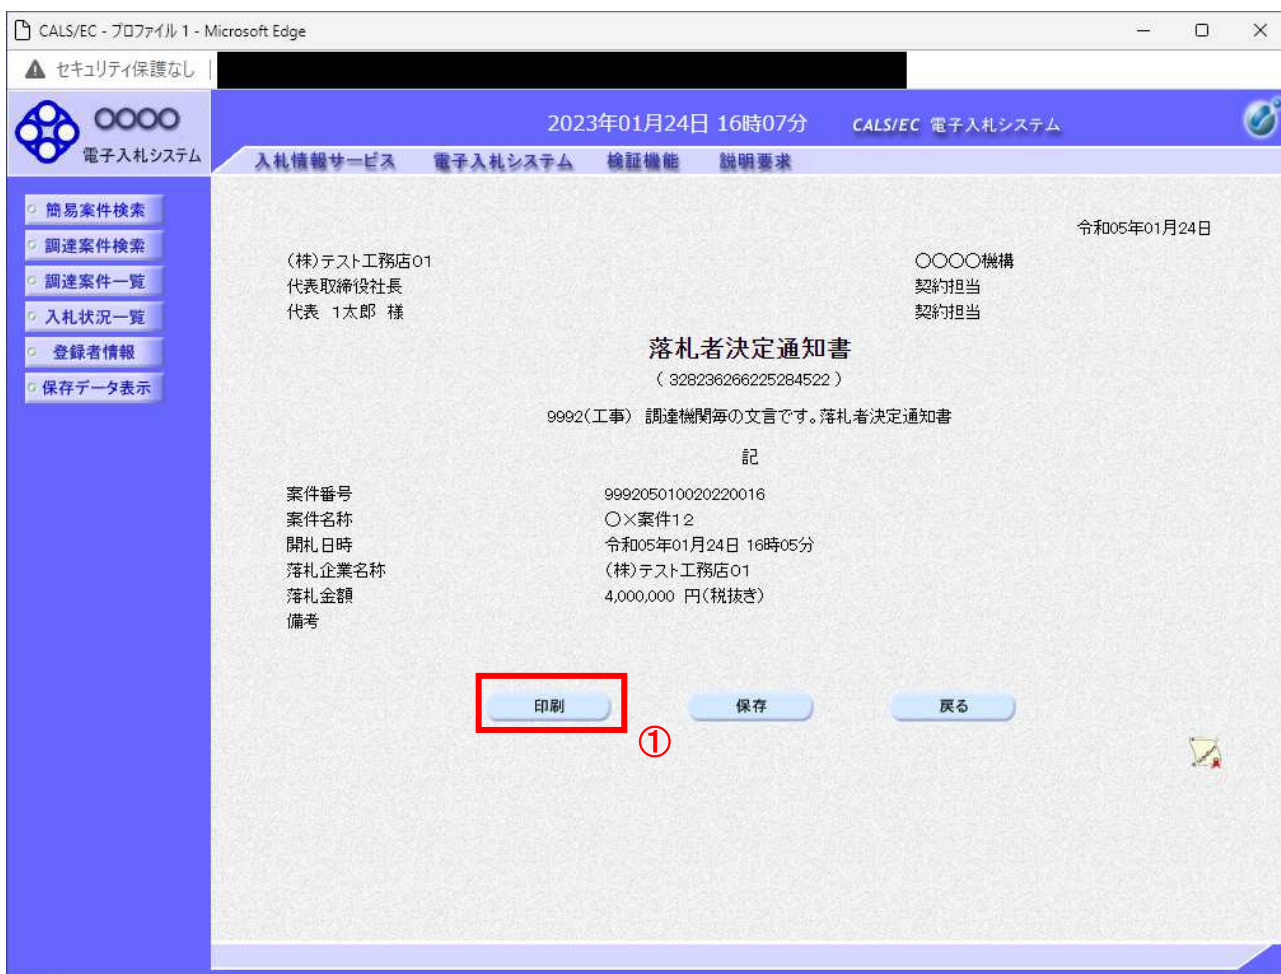 CALS/EC - プロファイル 1 - Microsoft Edge
セキュリティ保護なし
〇〇〇〇
電子入札システム
2023年01月24日 16時07分
CALS/EC 電子入札システム
入札情報サービス 電子入札システム 検証機能 説明要求
簡易案件検索
調達案件検索
調達案件一覧
入札状況一覧
登録者情報
保存データ表示
令和05年01月24日
(株)テスト工務店01
代表取締役社長
代表 1太郎 様
〇〇〇〇機構
契約担当
契約担当
落札者決定通知書
( 328236266225284522 )
9992(工事) 調達機関毎の文言です。落札者決定通知書
記
案件番号 999205010020220016
案件名称 〇×案件12
開札日時 令和05年01月24日 16時05分
落札企業名称 (株)テスト工務店01
落札金額 4,000,000 円(税抜き)
備考
印刷 保存 戻る
①